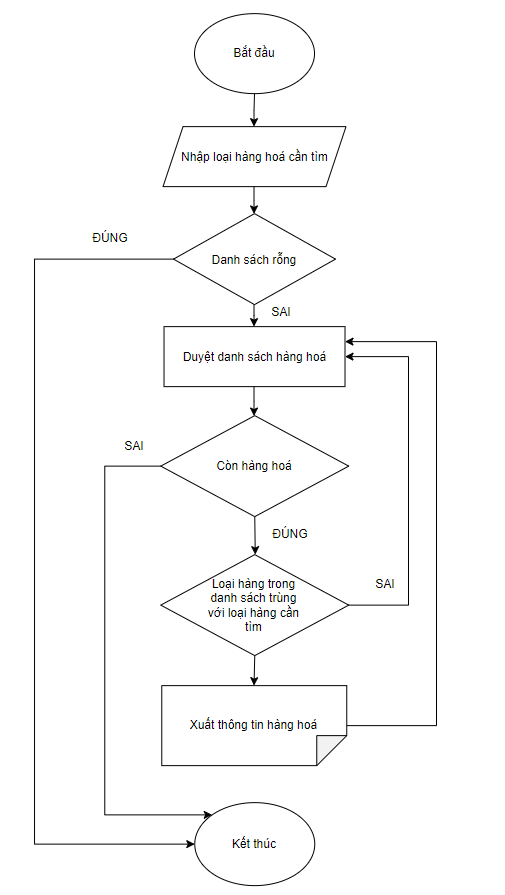 Bắt đầu
Nhập loại hàng hoá cần tìm
ĐÚNG
Danh sách rỗng
SAI
Duyệt danh sách hàng hoá
SAI
Còn hàng hoá
ĐÚNG
Loại hàng trong
danh sách trùng
với loại hàng cần
tìm
SAI
Xuất thông tin hàng hoá
Kết thúc